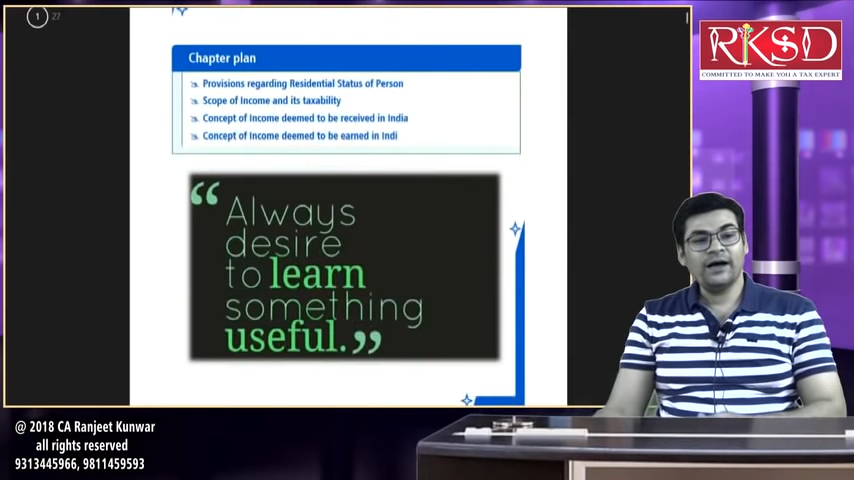 1 27
RKSD
COMMITTED TO MAKE YOU A TAX EXPERT
Chapter plan
Provisions regarding Residential Status of Person
Scope of Income and its taxability
Concept of Income deemed to be received in India
Concept of Income deemed to be earned in Indi
“Always
desire
to learn
something
useful.”
@ 2018 CA Ranjeet Kunwar
all rights reserved
9313445966, 9811459593